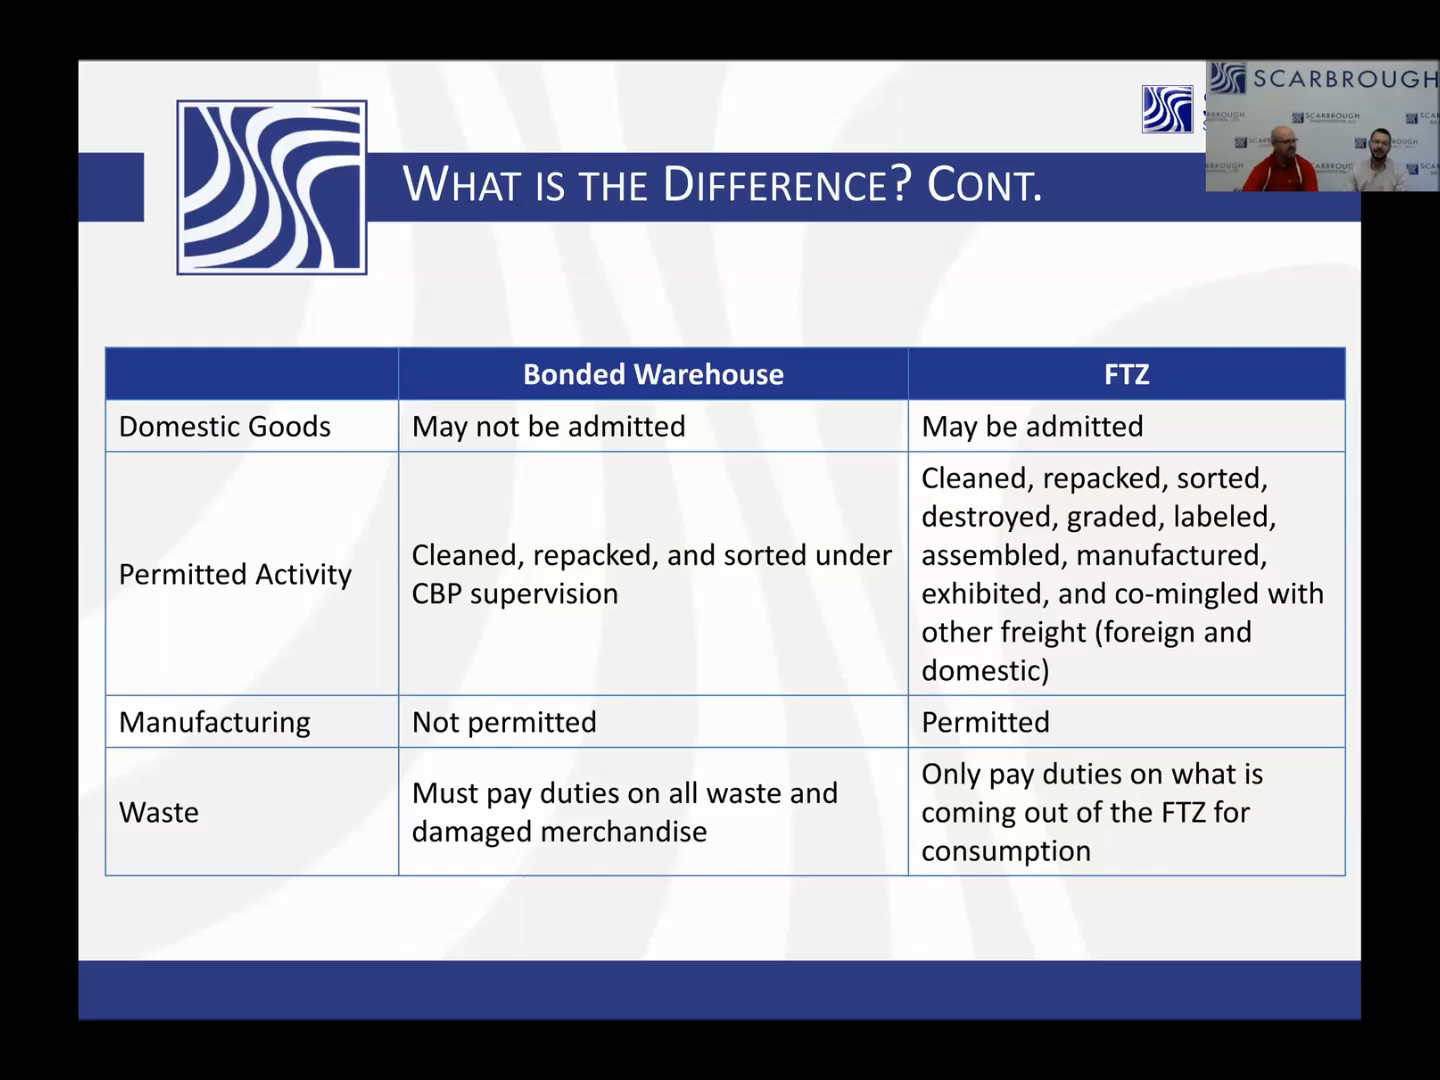 SCARBROUGH
WHAT IS THE DIFFERENCE? CONT.
Bonded Warehouse
FTZ
Domestic Goods
May not be admitted
May be admitted
Permitted Activity
Cleaned, repacked, and sorted under
CBP supervision
Cleaned, repacked, sorted,
destroyed, graded, labeled,
assembled, manufactured,
exhibited, and co-mingled with
other freight (foreign and
domestic)
Manufacturing
Not permitted
Permitted
Waste
Must pay duties on all waste and
damaged merchandise
Only pay duties on what is
coming out of the FTZ for
consumption